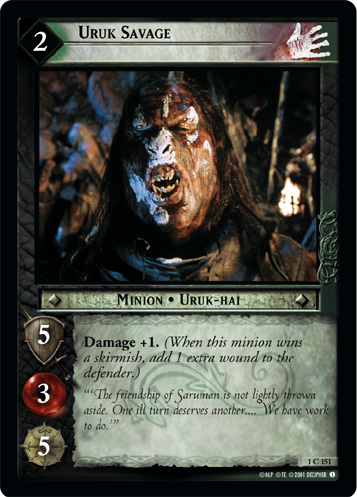 2
Uruk Savage
Minion • Uruk-hai
5
3
5
Damage +1. (When this minion wins
a skirmish, add 1 extra wound to the
defender.)
“‘The friendship of Saruman is not lightly thrown
aside. One ill turn deserves another.... We have work
to do.’”
1 C 151
©NLP ·©TE ©2001 DECIPHER